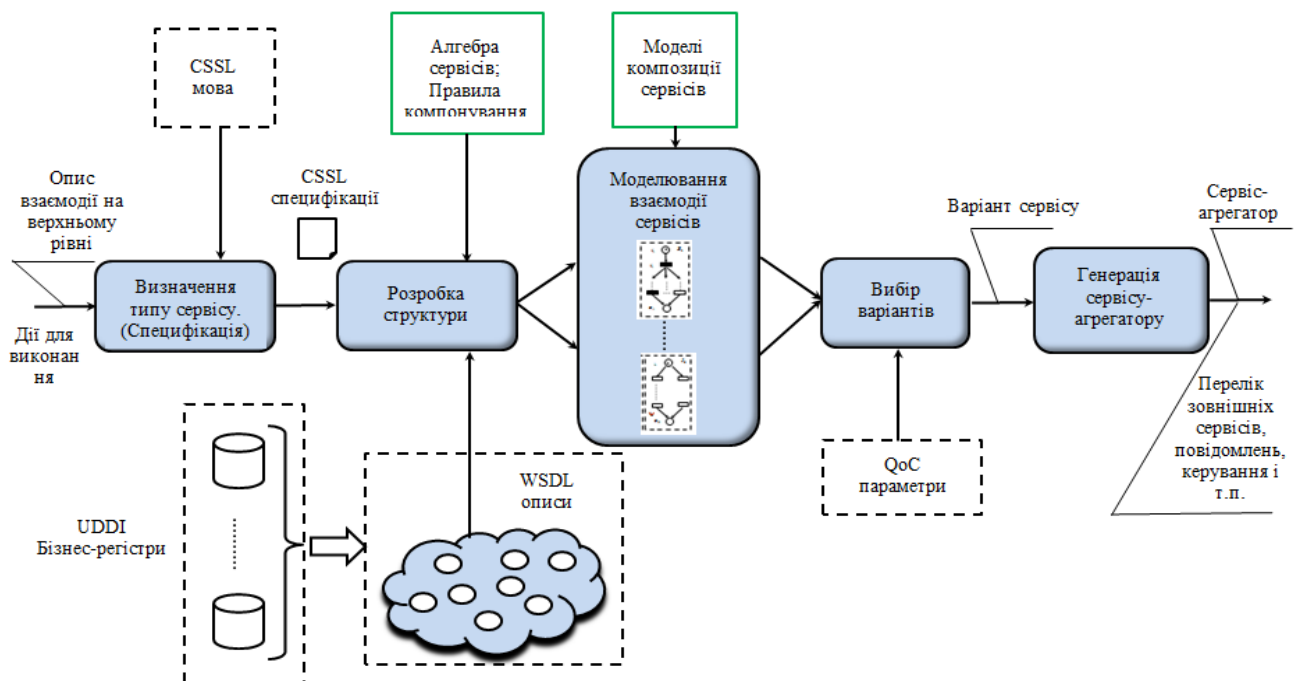 CSSL
мова
Алгебра
сервісів;
Правила
компонування
Моделі
композиції
сервісів
Опис
взаємодії на
верхньому
рівні
CSSL
специфікації
Моделювання
взаємодії
сервісів
Варіант сервісу
Сервіс-
агрегатор
Визначення
типу сервісу.
(Специфікація)
Розробка
структури
Вибір
варіантів
Генерація
сервісу-
агрегатору
Дії для
виконан
ня
Перелік
зовнішніх
сервісів,
повідомлень,
керування і
т.п.
QoC
параметри
WSDL
описи
UDDI
Бізнес-регістри